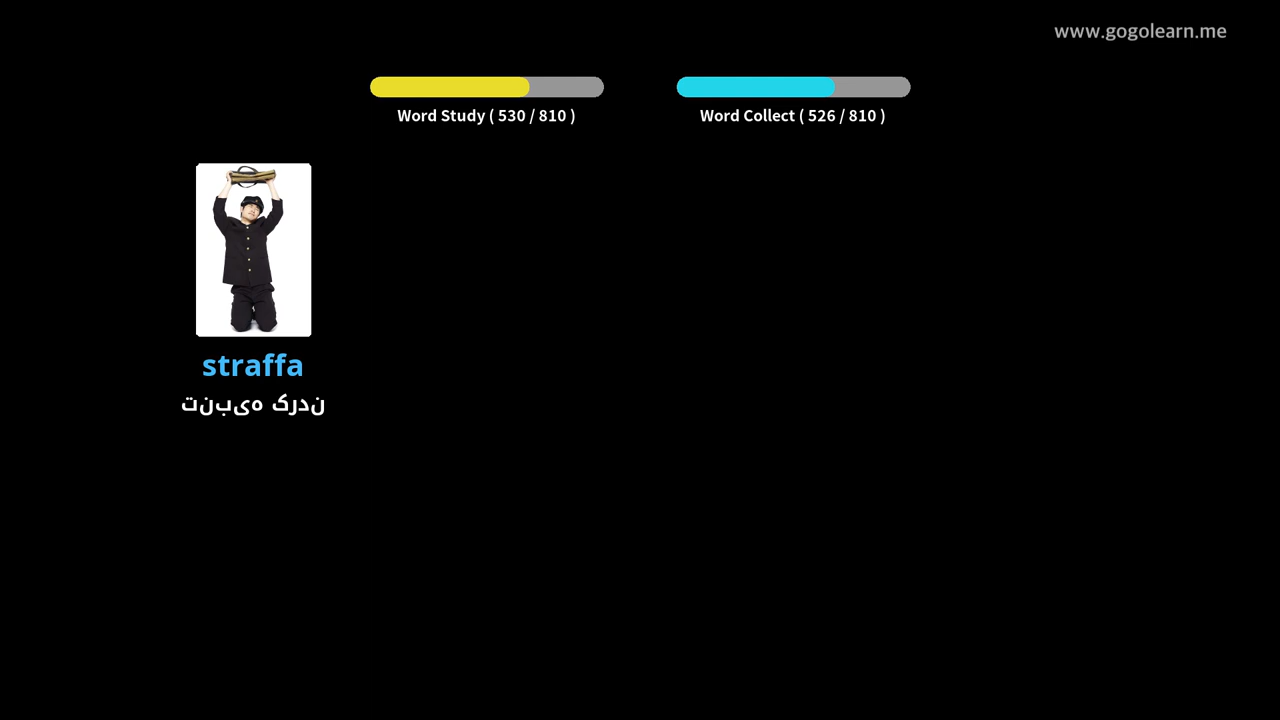 www.gogolearn.me
Word Study ( 530 / 810 )
Word Collect ( 526 / 810 )
straffa
تنبیه کردن